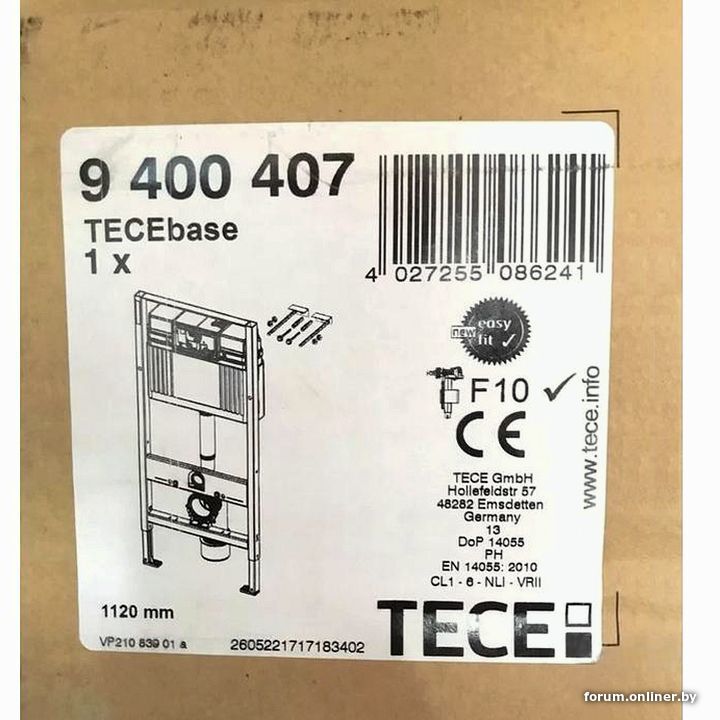 9 400 407
TECEbase
1 x
4 027255 086241
new easy
fit
F10
CE
www.tece.info
TECE GmbH
Hollefeldstr 57
48282 Emsdetten
Germany
13
DoP 14055
PH
EN 14055: 2010
CL1 - 6 - NLI - VRII
1120 mm
VP210 839 01 a
2605221717183402
TECE
forum.onliner.by